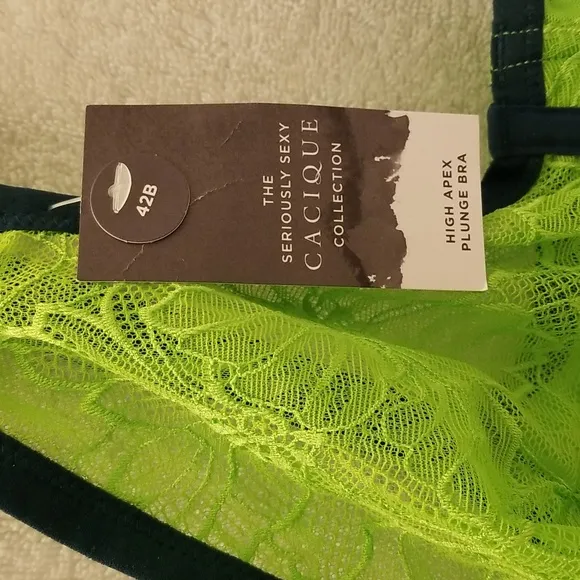 42B
THE
SERIOUSLY SEXY
CACIQUE
COLLECTION
HIGH APEX
PLUNGE BRA